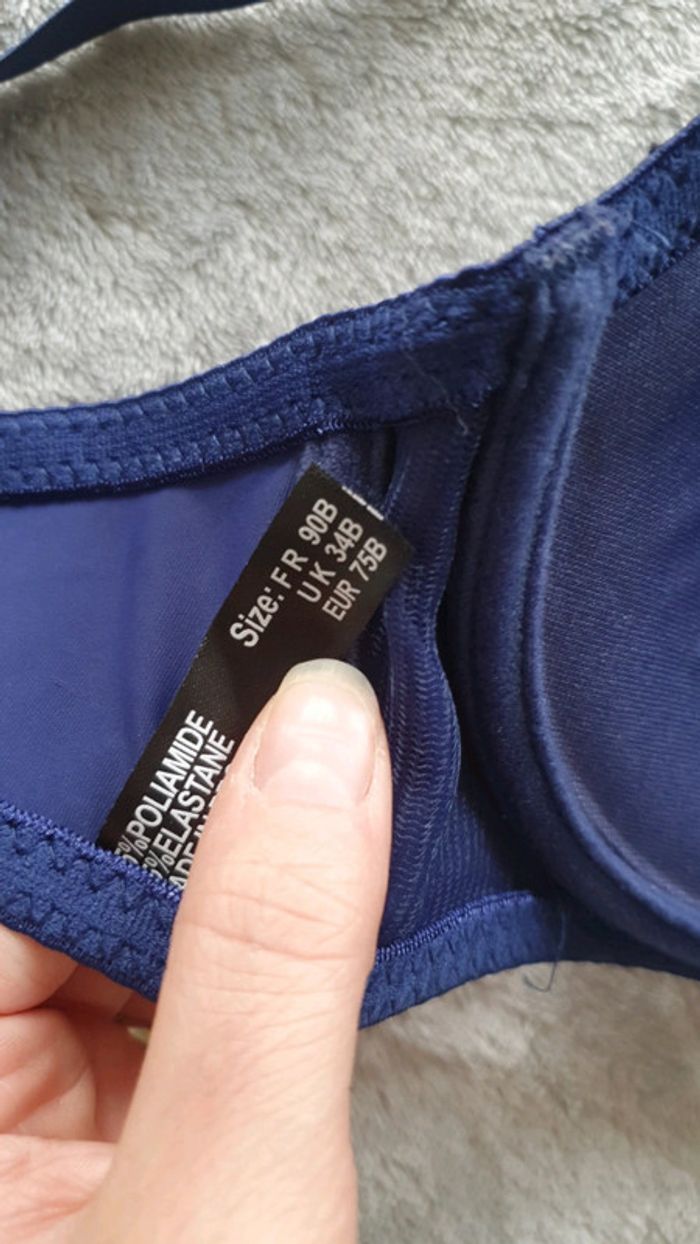 Size: FR 90B
UK 34B
EUR 75B
%POLIAMIDE
%ELASTANE